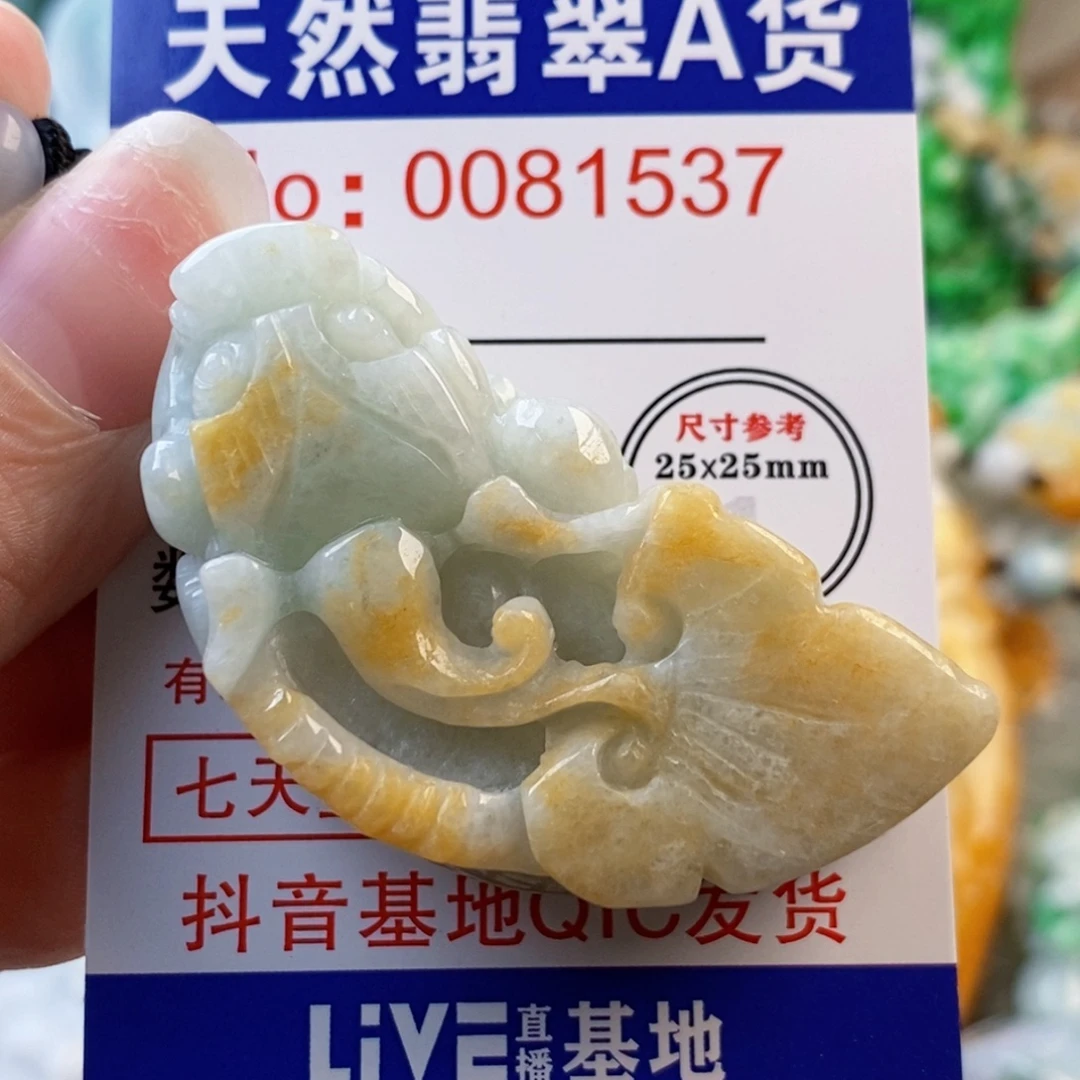 天然翡翠A货
o：0081537
尺寸参考
25x25mm
有
七天
抖音基地QIC发货
LiVE直播基地